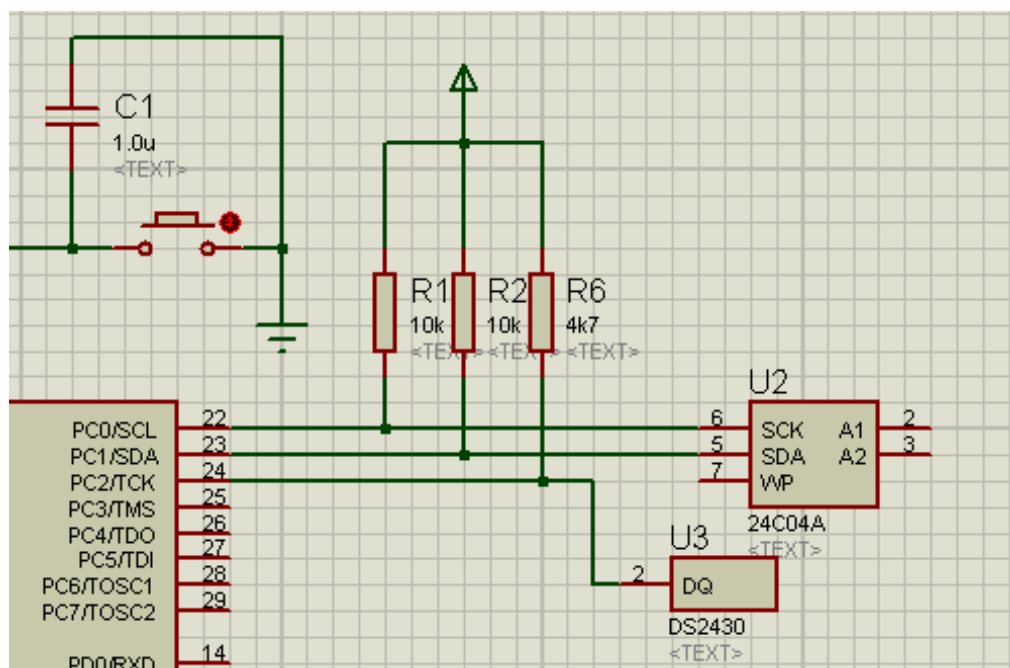 C1
1.0u
<TEXT>
R1
10k
<TEXT>
R2
10k
<TEXT>
R6
4k7
<TEXT>
U2
PC0/SCL 22
PC1/SDA 23
PC2/TCK 24
PC3/TMS 25
PC4/TDO 26
PC5/TDI 27
PC6/TOSC1 28
PC7/TOSC2 29
PD0/RXD 14
6 SCK A1 2
5 SDA A2 3
7 WP
24C04A
<TEXT>
U3
2 DQ
DS2430
<TEXT>